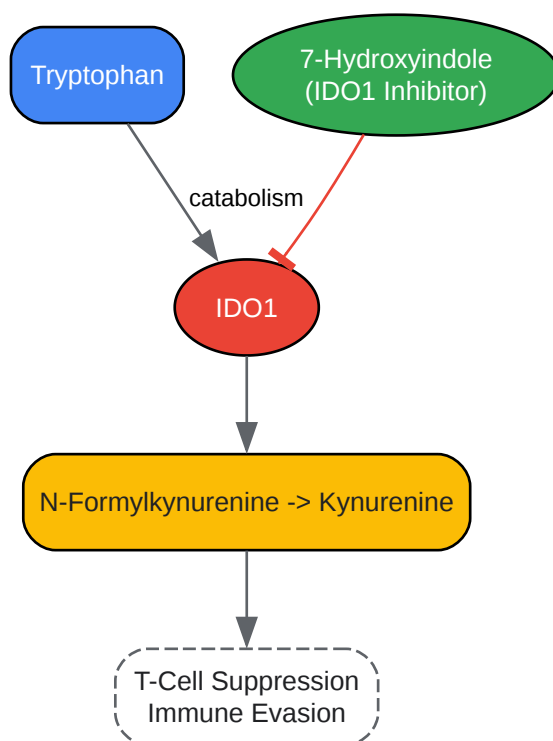 Tryptophan
7-Hydroxyindole
(IDO1 Inhibitor)
catabolism
IDO1
N-Formylkynurenine -> Kynurenine
T-Cell Suppression
Immune Evasion